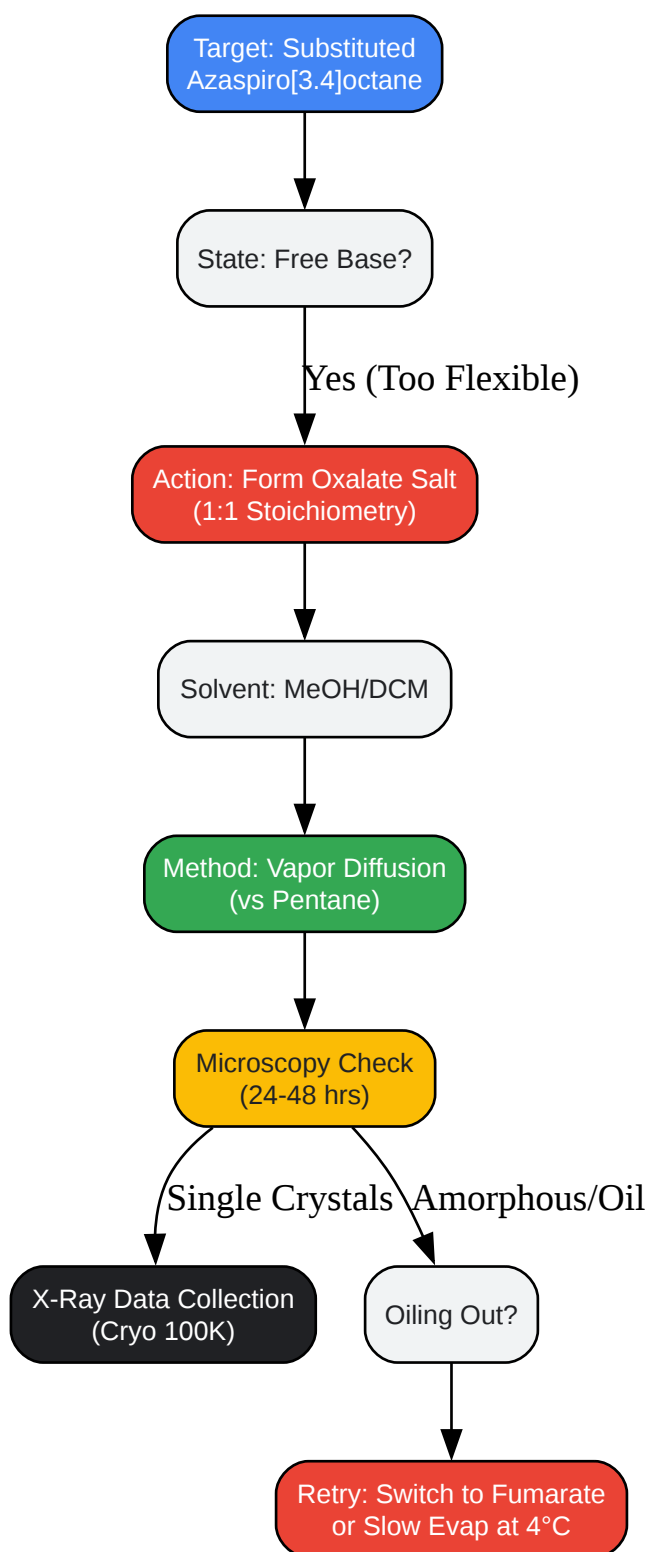 Target: Substituted
Azaspiro[3.4]octane
State: Free Base?
Yes (Too Flexible)
Action: Form Oxalate Salt
(1:1 Stoichiometry)
Solvent: MeOH/DCM
Method: Vapor Diffusion
(vs Pentane)
Microscopy Check
(24-48 hrs)
Single Crystals
Amorphous/Oil
X-Ray Data Collection
(Cryo 100K)
Oiling Out?
Retry: Switch to Fumarate
or Slow Evap at 4°C